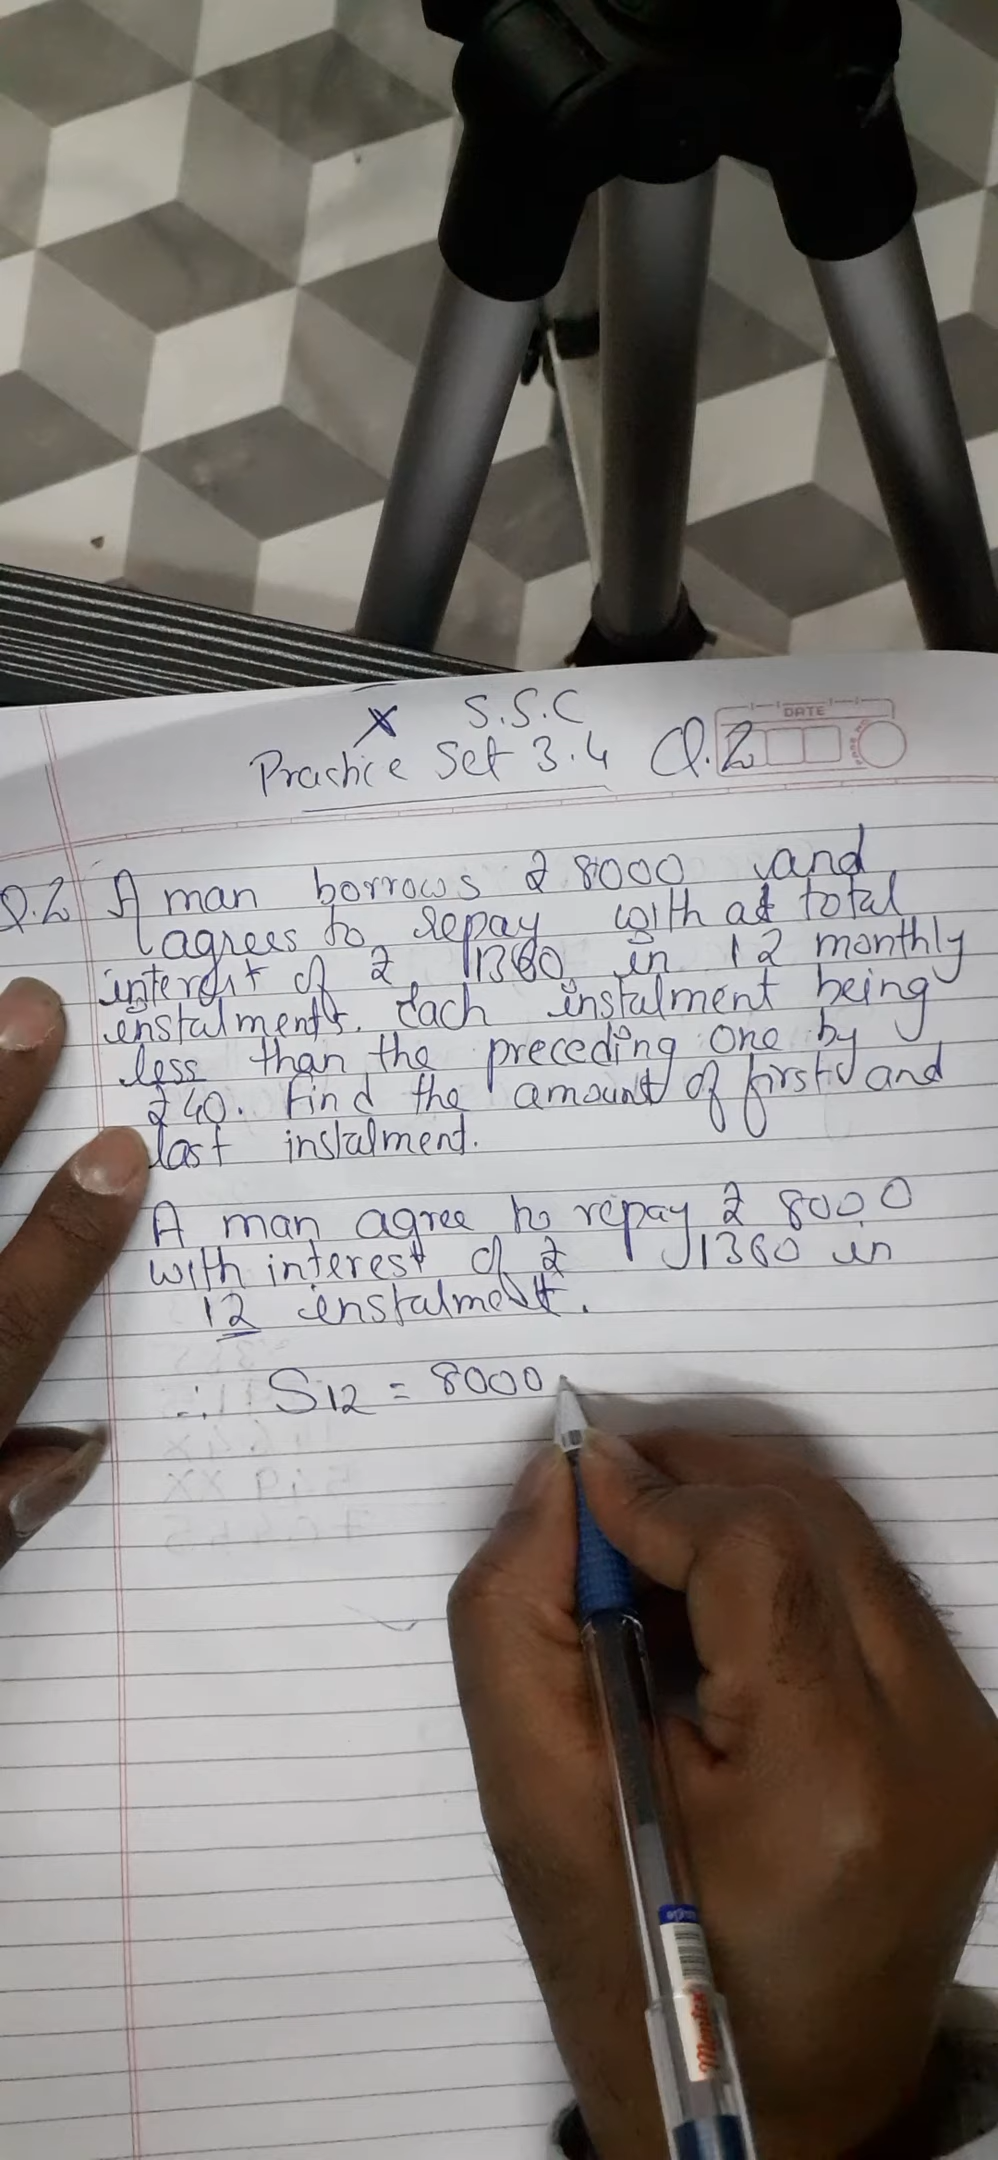 X S.S.C
Practice Set 3.4 Q.2
DATE
Q.2 A man borrows ₹ 8000 and
agrees to repay with at total
interest of ₹ 1360 in 12 monthly
instalments. Each instalment being
less than the preceding one by
₹ 40. Find the amount of first and
last instalment.
A man agree to repay ₹ 8000
with interest of ₹ 1360 in
12 instalment.
∴ S12 = 8000
Montex